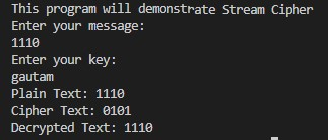 This program will demonstrate Stream Cipher
Enter your message:
1110
Enter your key:
gautam
Plain Text: 1110
Cipher Text: 0101
Decrypted Text: 1110